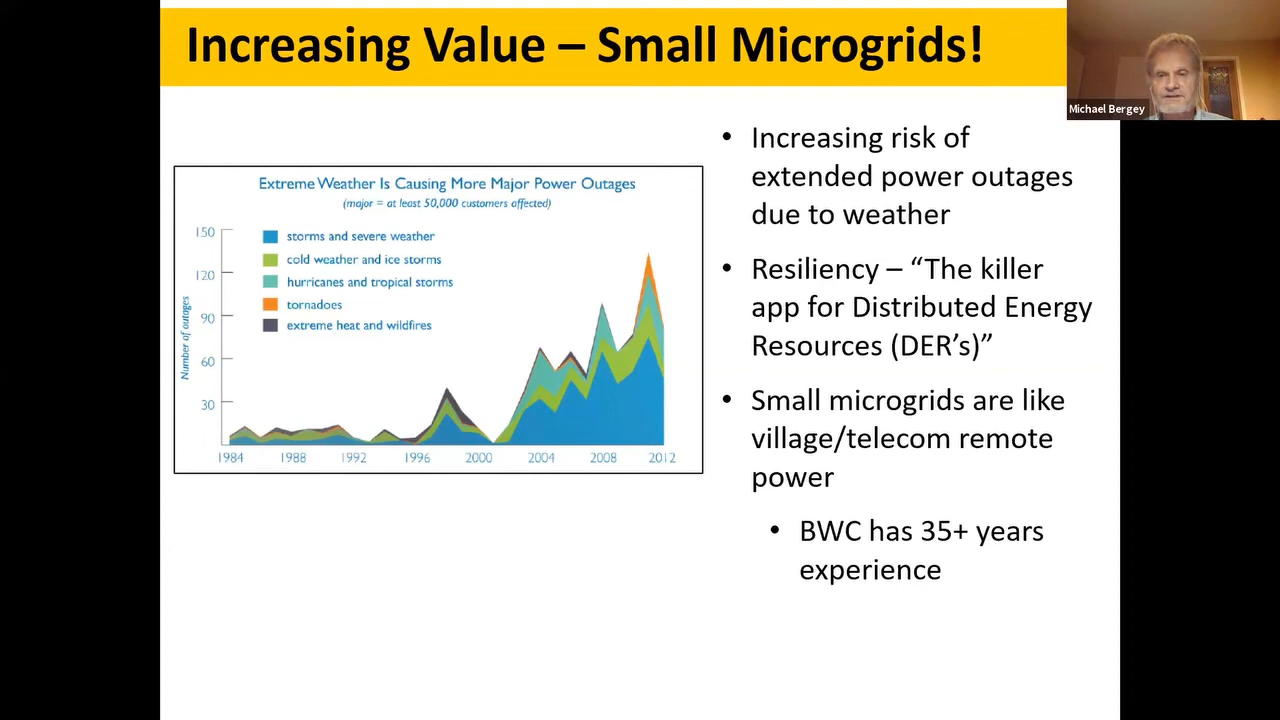 Increasing Value – Small Microgrids!
Michael Bergey
Extreme Weather Is Causing More Major Power Outages
(major = at least 50,000 customers affected)
150
120
90
60
30
Number of outages
storms and severe weather
cold weather and ice storms
hurricanes and tropical storms
tornadoes
extreme heat and wildfires
1984 1988 1992 1996 2000 2004 2008 2012
• Increasing risk of
extended power outages
due to weather
• Resiliency – “The killer
app for Distributed Energy
Resources (DER’s)”
• Small microgrids are like
village/telecom remote
power
• BWC has 35+ years
experience